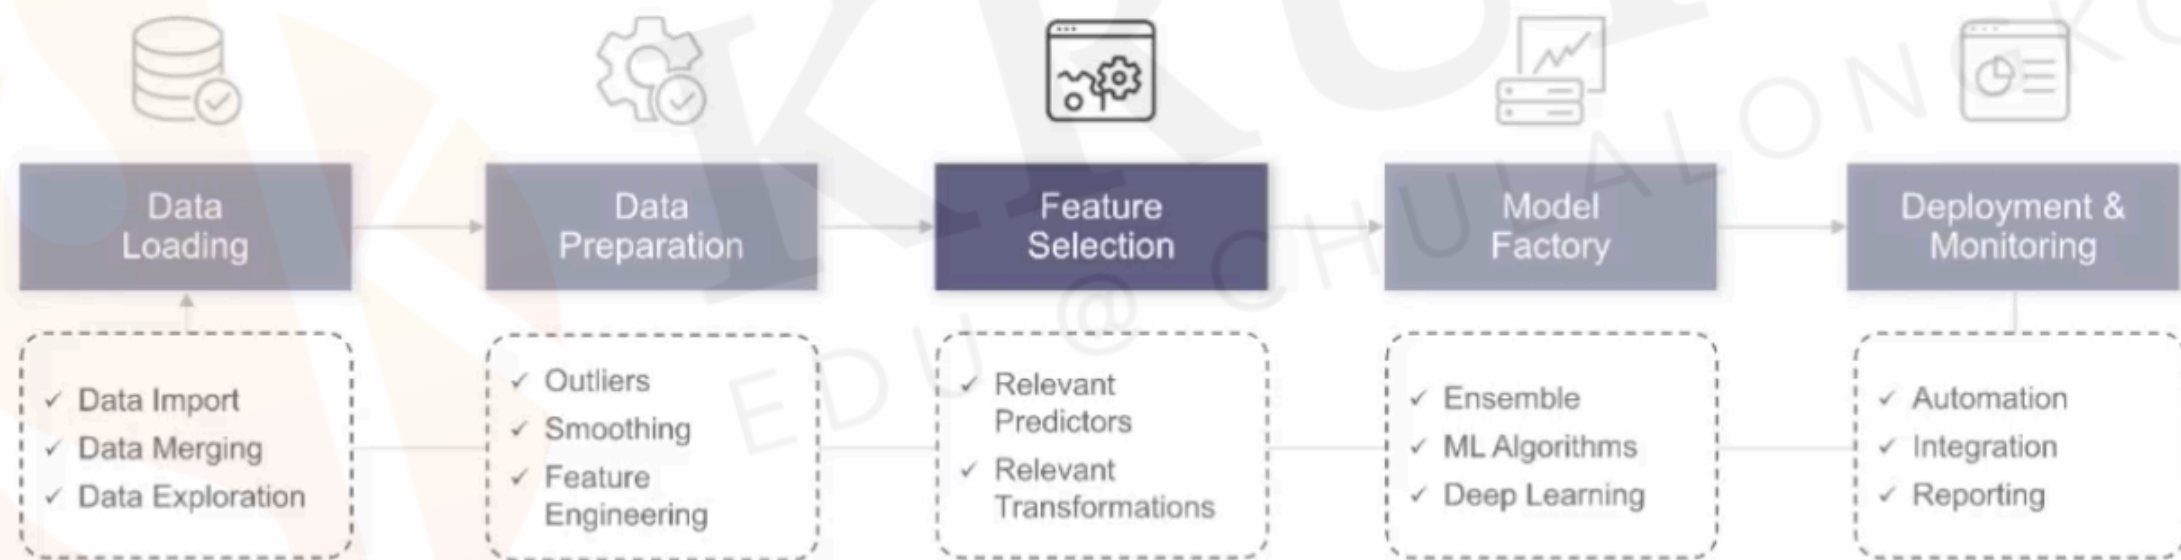 Data
Loading
Data
Preparation
Feature
Selection
Model
Factory
Deployment &
Monitoring
✓ Data Import
✓ Data Merging
✓ Data Exploration
✓ Outliers
✓ Smoothing
✓ Feature
Engineering
✓ Relevant
Predictors
✓ Relevant
Transformations
✓ Ensemble
✓ ML Algorithms
✓ Deep Learning
✓ Automation
✓ Integration
✓ Reporting
EDU @